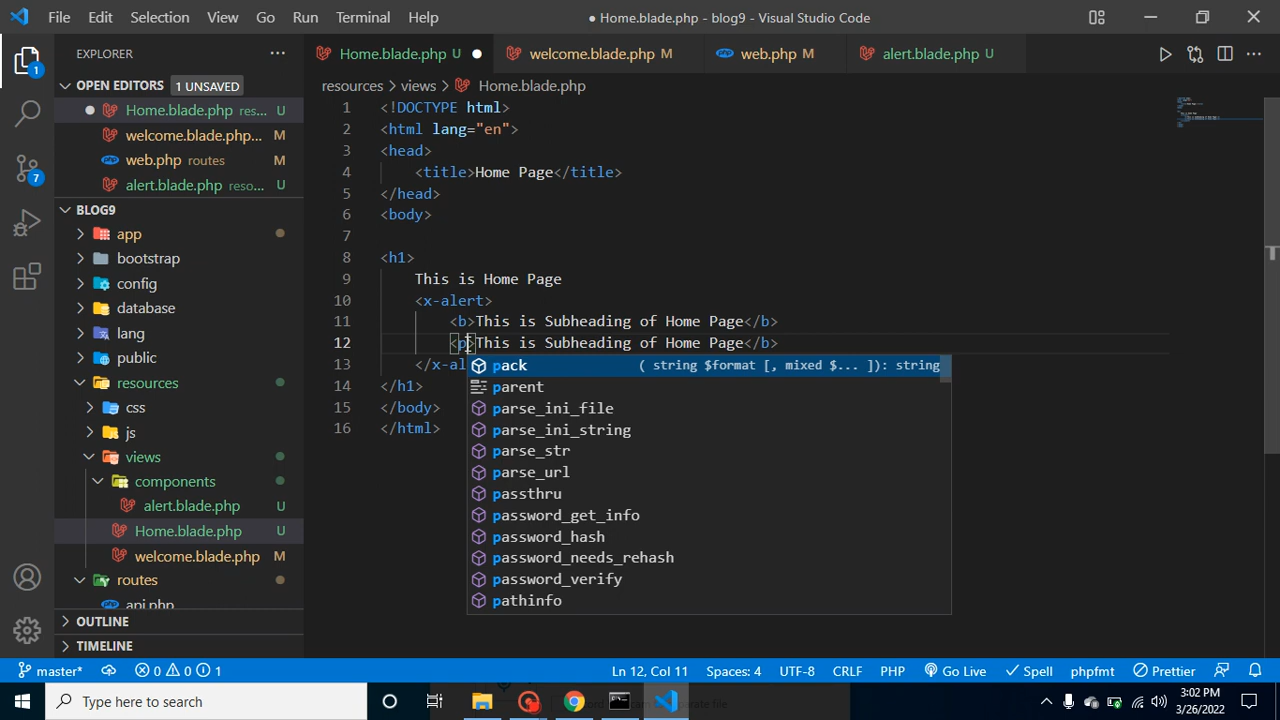 File Edit Selection View Go Run Terminal Help ● Home.blade.php - blog9 - Visual Studio Code
EXPLORER ···
Home.blade.php U ● welcome.blade.php M web.php M alert.blade.php U
OPEN EDITORS 1 UNSAVED
resources > views > Home.blade.php
Home.blade.php res... U
welcome.blade.php... M
web.php routes M
alert.blade.php reso... U
BLOG9
app
bootstrap
config
database
lang
public
resources
css
js
views
components
alert.blade.php U
Home.blade.php U
welcome.blade.php M
routes
api.php
OUTLINE
TIMELINE
1
7
1 <!DOCTYPE html>
2 <html lang="en">
3 <head>
4 <title>Home Page</title>
5 </head>
6 <body>
7
8 <h1>
9 This is Home Page
10 <x-alert>
11 <b>This is Subheading of Home Page</b>
12 <p>This is Subheading of Home Page</b>
13 </x-al
14 </h1>
15 </body>
16 </html>
pack ( string $format [, mixed $... ]): string
parent
parse_ini_file
parse_ini_string
parse_str
parse_url
passthru
password_get_info
password_hash
password_needs_rehash
password_verify
pathinfo
master* 0 0 1 Ln 12, Col 11 Spaces: 4 UTF-8 CRLF PHP Go Live Spell phpfmt Prettier
Type here to search
3:02 PM
3/26/2022